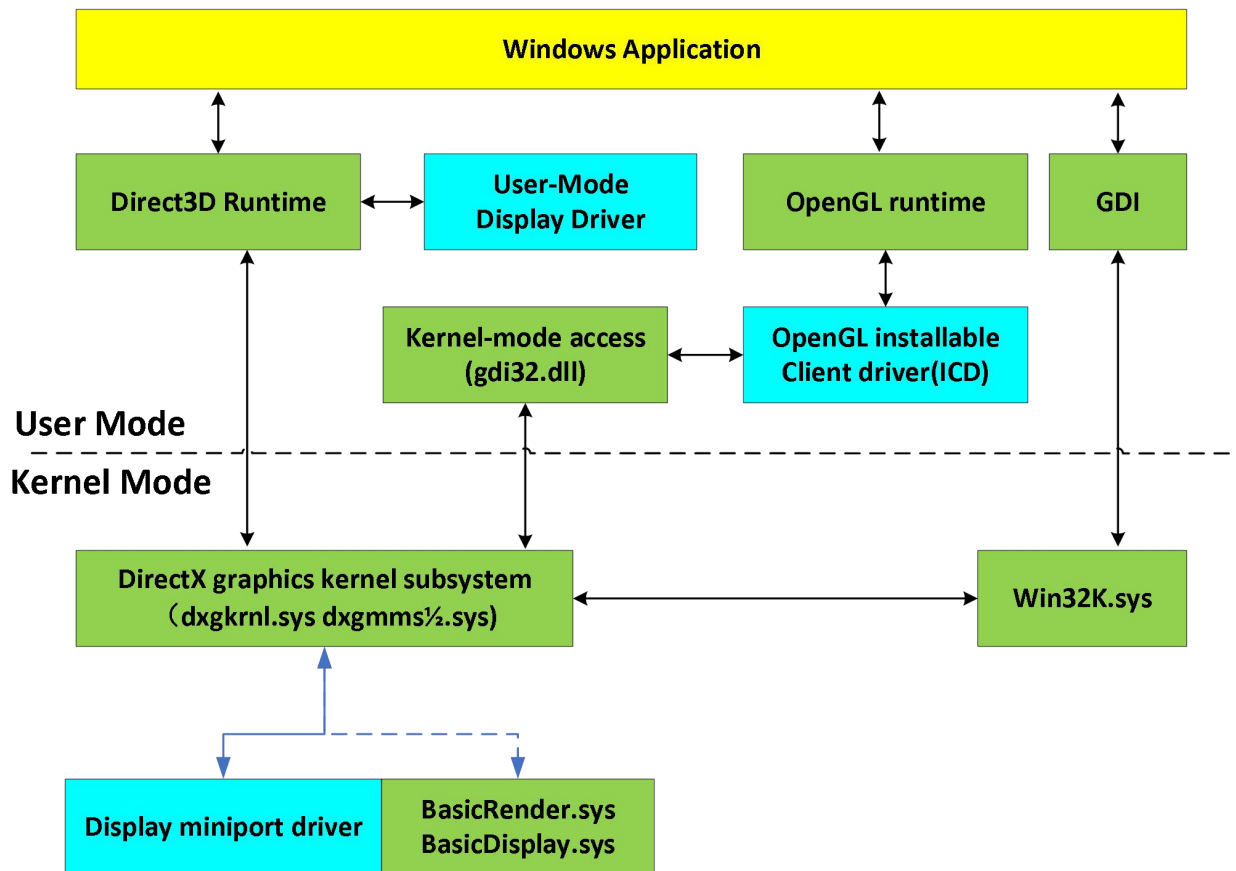 Windows Application
Direct3D Runtime
User-Mode
Display Driver
OpenGL runtime
GDI
Kernel-mode access
(gdi32.dll)
OpenGL installable
Client driver(ICD)
User Mode
Kernel Mode
DirectX graphics kernel subsystem
（dxgkrnl.sys dxgmms½.sys)
Win32K.sys
Display miniport driver
BasicRender.sys
BasicDisplay.sys